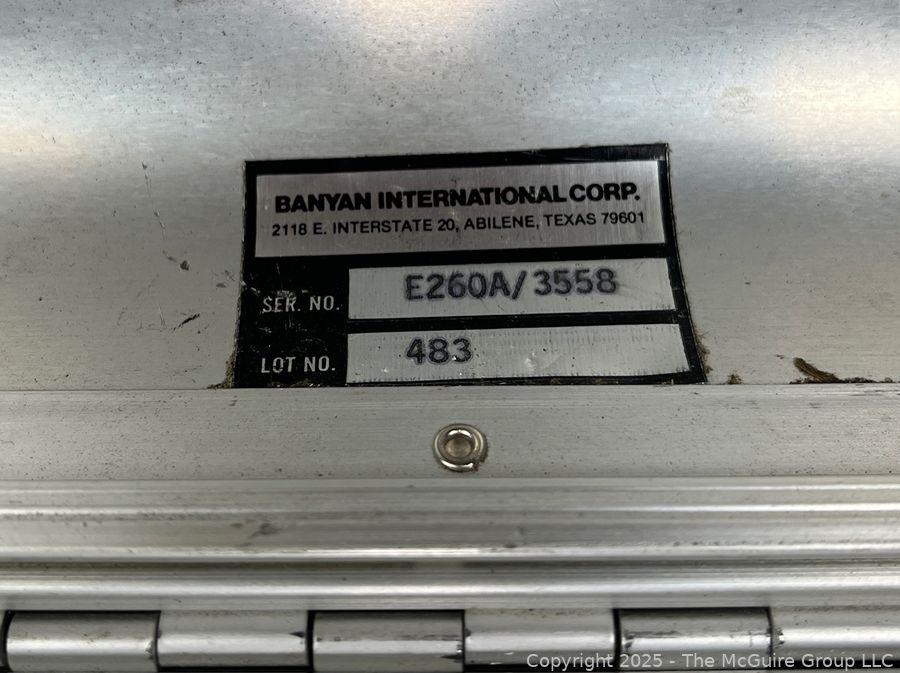 BANYAN INTERNATIONAL CORP.
2118 E. INTERSTATE 20, ABILENE, TEXAS 79601
SER. NO. E260A/3558
LOT NO. 483
Copyright 2025 - The McGuire Group LLC